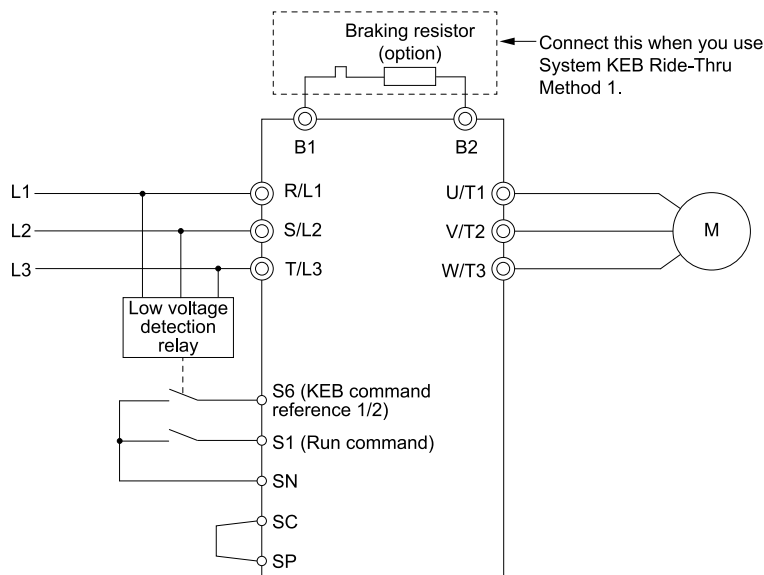 Braking resistor
(option)
Connect this when you use
System KEB Ride-Thru
Method 1.
B1
B2
L1
R/L1
U/T1
L2
S/L2
V/T2
M
L3
T/L3
W/T3
Low voltage
detection
relay
S6 (KEB command
reference 1/2)
S1 (Run command)
SN
SC
SP